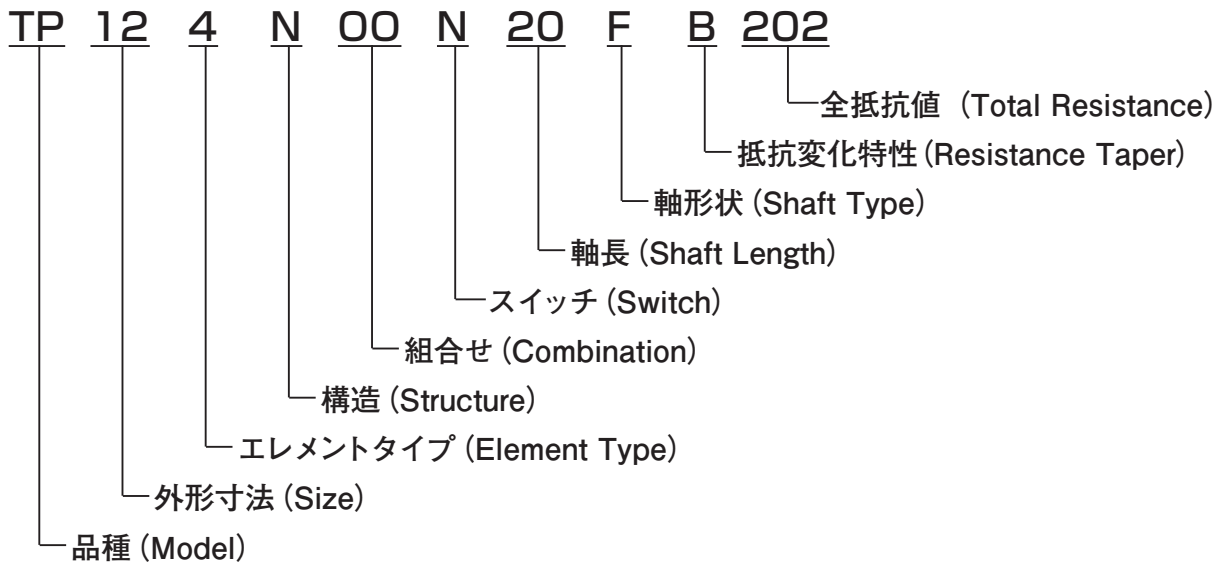 TP 12 4 N 00 N 20 F B 202
全抵抗値 (Total Resistance)
抵抗変化特性 (Resistance Taper)
軸形状 (Shaft Type)
軸長 (Shaft Length)
スイッチ (Switch)
組合せ (Combination)
構造 (Structure)
エレメントタイプ (Element Type)
外形寸法 (Size)
品種 (Model)